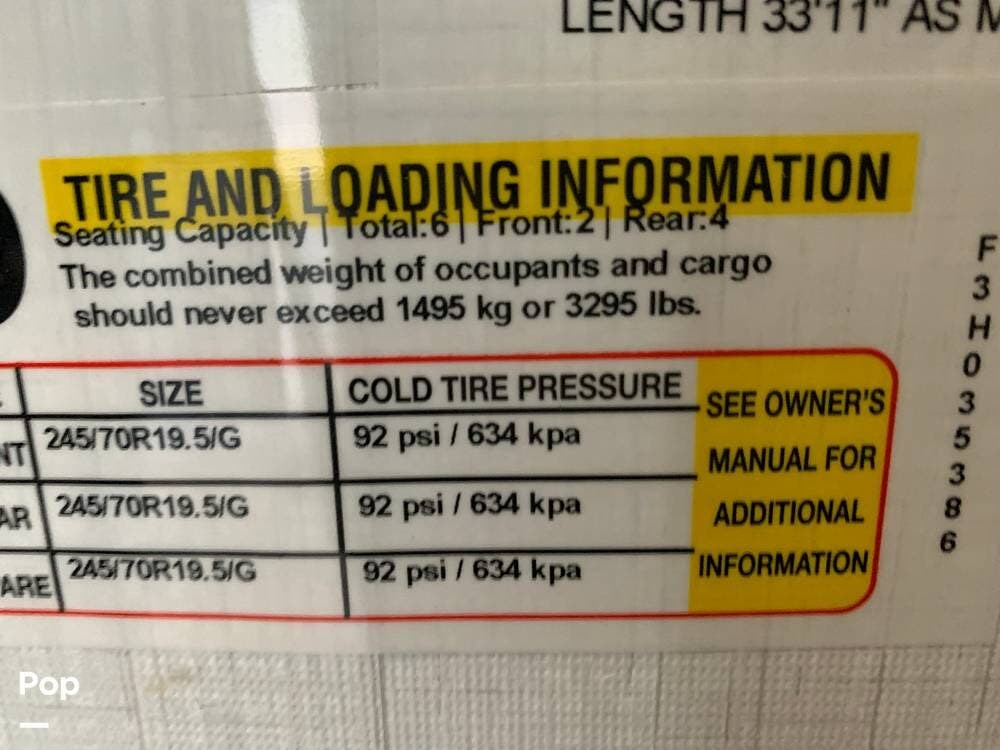 LENGTH 33'11" AS M
TIRE AND LOADING INFORMATION
Seating Capacity | Total:6 | Front:2 | Rear:4
The combined weight of occupants and cargo
should never exceed 1495 kg or 3295 lbs.
SIZE COLD TIRE PRESSURE
NT 245/70R19.5/G 92 psi / 634 kpa
AR 245/70R19.5/G 92 psi / 634 kpa
ARE 245/70R19.5/G 92 psi / 634 kpa
SEE OWNER'S
MANUAL FOR
ADDITIONAL
INFORMATION
F
3
H
0
3
5
3
8
6
Pop